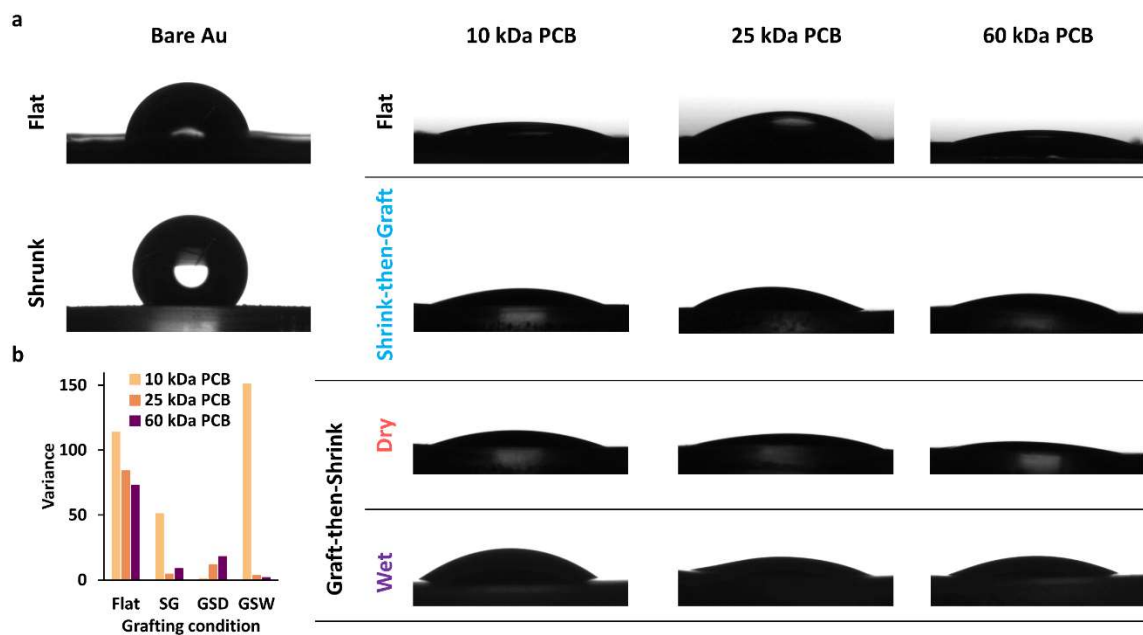 a
Bare Au
10 kDa PCB
25 kDa PCB
60 kDa PCB
Flat
Flat
Shrunk
Shrink-then-Graft
b
10 kDa PCB
25 kDa PCB
60 kDa PCB
150
100
50
0
Variance
Flat SG GSD GSW
Grafting condition
Graft-then-Shrink
Dry
Wet